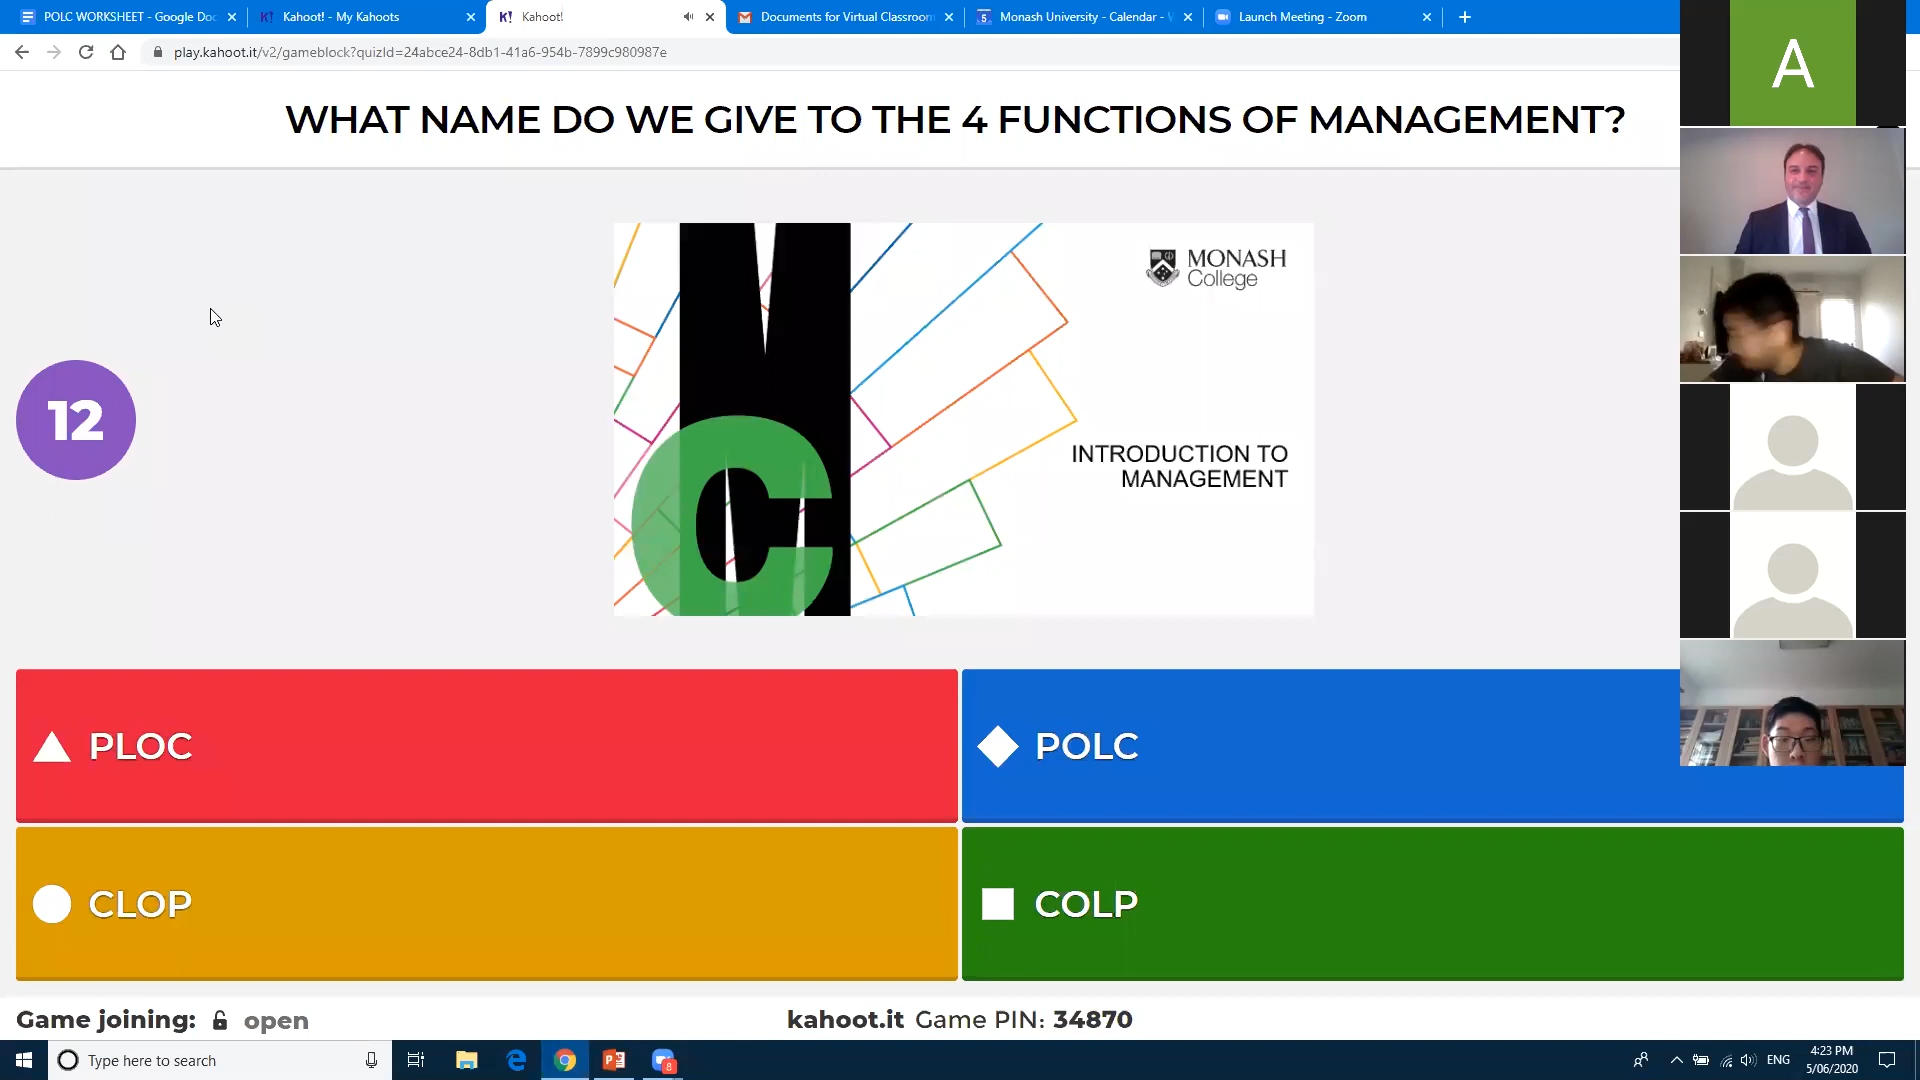 POLC WORKSHEET - Google Doc
Kahoot! - My Kahoots
Kahoot!
Documents for Virtual Classroom
Monash University - Calendar -
Launch Meeting - Zoom
play.kahoot.it/v2/gameblock?quizId=24abce24-8db1-41a6-954b-7899c980987e
WHAT NAME DO WE GIVE TO THE 4 FUNCTIONS OF MANAGEMENT?
A
12
MONASH
College
INTRODUCTION TO
MANAGEMENT
PLOC
POLC
CLOP
COLP
Game joining: open
kahoot.it Game PIN: 34870
Type here to search
8
ENG
4:23 PM
5/06/2020